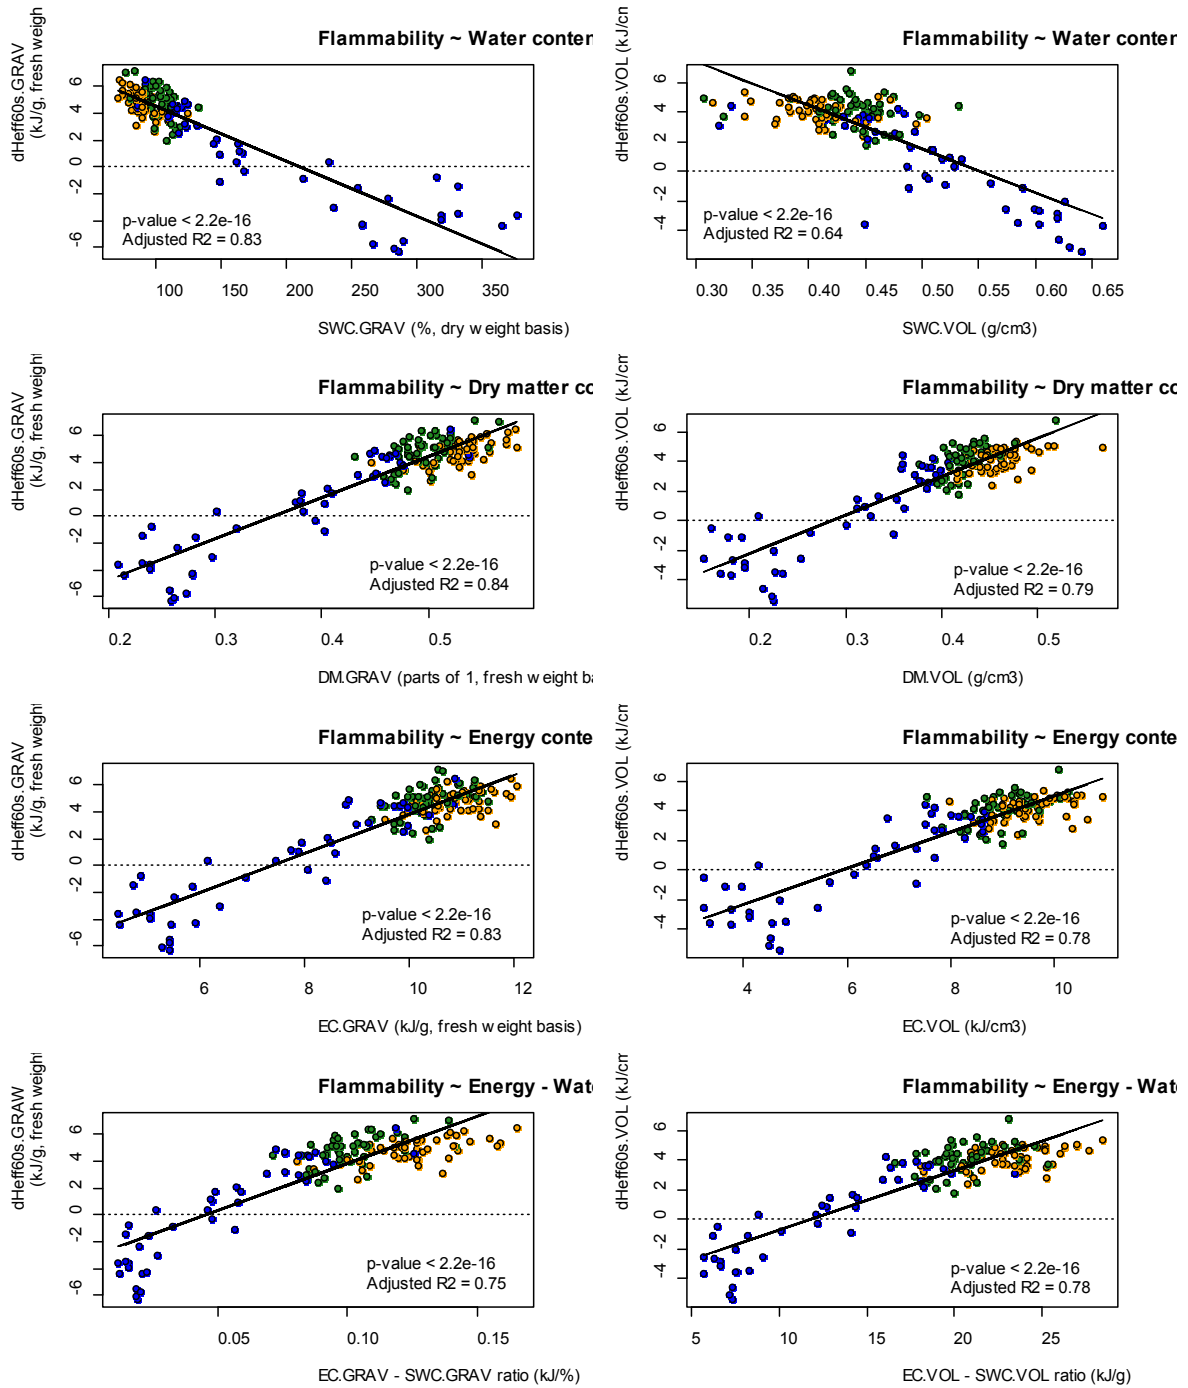 Flammability ~ Water conten
dHeff60s.GRAV
(kJ/g, fresh weigh
6
4
2
0
-2
-6
p-value < 2.2e-16
Adjusted R2 = 0.83
100
150
200
250
300
350
SWC.GRAV (%, dry weight basis)
Flammability ~ Water conten
dHeff60s.VOL (kJ/cn
6
4
2
0
-2
-4
p-value < 2.2e-16
Adjusted R2 = 0.64
0.30
0.35
0.40
0.45
0.50
0.55
0.60
0.65
SWC.VOL (g/cm3)
Flammability ~ Dry matter co
dHeff60s.GRAV
(kJ/g, fresh weight
6
4
2
0
-2
-6
p-value < 2.2e-16
Adjusted R2 = 0.84
0.2
0.3
0.4
0.5
DM.GRAV (parts of 1, fresh weight ba
Flammability ~ Dry matter co
dHeff60s.VOL (kJ/cn
6
4
2
0
-2
-4
p-value < 2.2e-16
Adjusted R2 = 0.79
0.2
0.3
0.4
0.5
DM.VOL (g/cm3)
Flammability ~ Energy conte
dHeff60s.GRAV
(kJ/g, fresh weight
6
4
2
0
-2
-6
p-value < 2.2e-16
Adjusted R2 = 0.83
6
8
10
12
EC.GRAV (kJ/g, fresh weight basis)
Flammability ~ Energy conte
dHeff60s.VOL (kJ/cn
6
4
2
0
-2
-4
p-value < 2.2e-16
Adjusted R2 = 0.78
4
6
8
10
EC.VOL (kJ/cm3)
Flammability ~ Energy - Wate
dHeff60s.GRAW
(kJ/g, fresh weight
6
4
2
0
-2
-6
p-value < 2.2e-16
Adjusted R2 = 0.75
0.05
0.10
0.15
EC.GRAV - SWC.GRAV ratio (kJ/%)
Flammability ~ Energy - Wate
dHeff60s.VOL (kJ/cn
6
4
2
0
-2
-4
p-value < 2.2e-16
Adjusted R2 = 0.78
5
10
15
20
25
EC.VOL - SWC.VOL ratio (kJ/g)